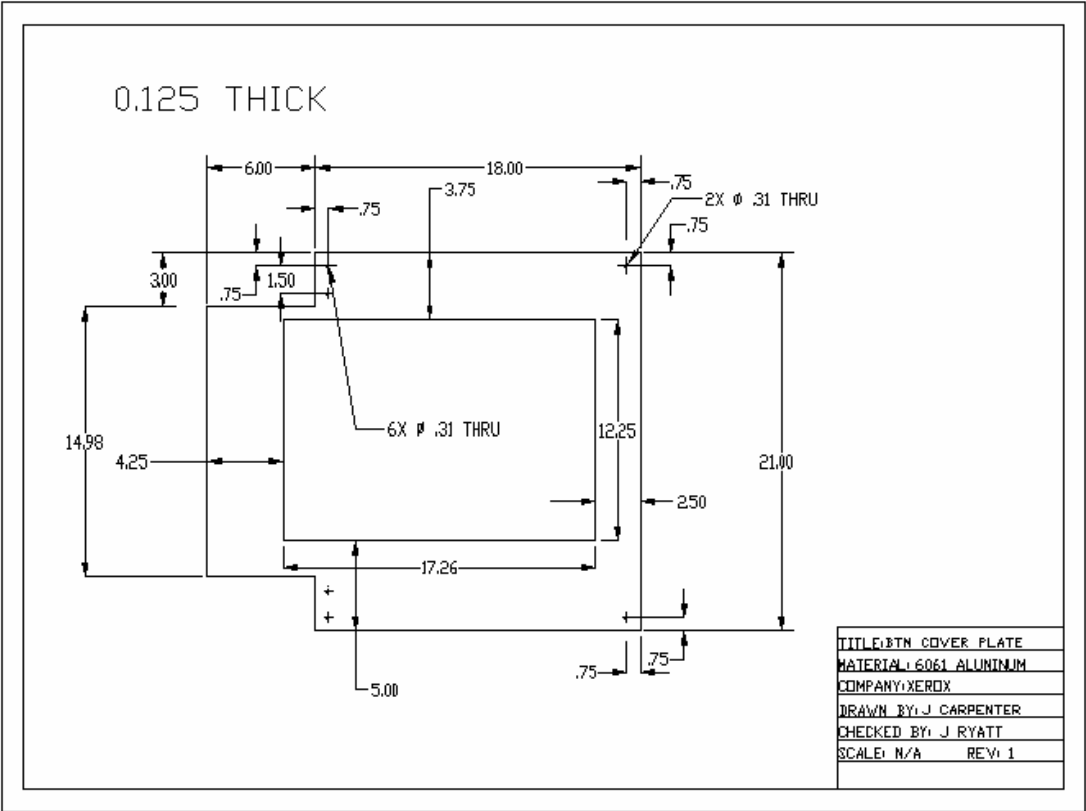 0.125 THICK
6.00
18.00
.75
3.75
2X Ø .31 THRU
.75
.75
3.00
1.50
.75
6X Ø .31 THRU
12.25
14.98
4.25
21.00
2.50
17.26
.75
.75
5.00
TITLE:BTN COVER PLATE
MATERIAL: 6061 ALUNINUM
COMPANY:XEROX
DRAWN BY: J CARPENTER
CHECKED BY: J RYATT
SCALE: N/A REV: 1